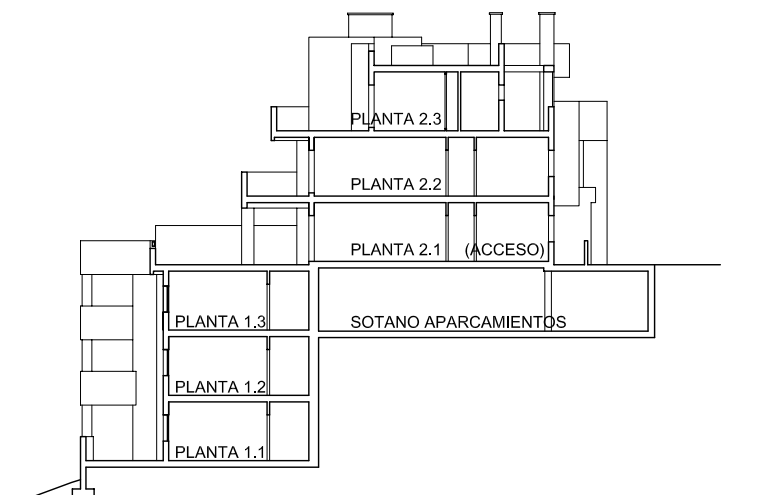 PLANTA 2.3
PLANTA 2.2
PLANTA 2.1 (ACCESO)
PLANTA 1.3 SOTANO APARCAMIENTOS
PLANTA 1.2
PLANTA 1.1